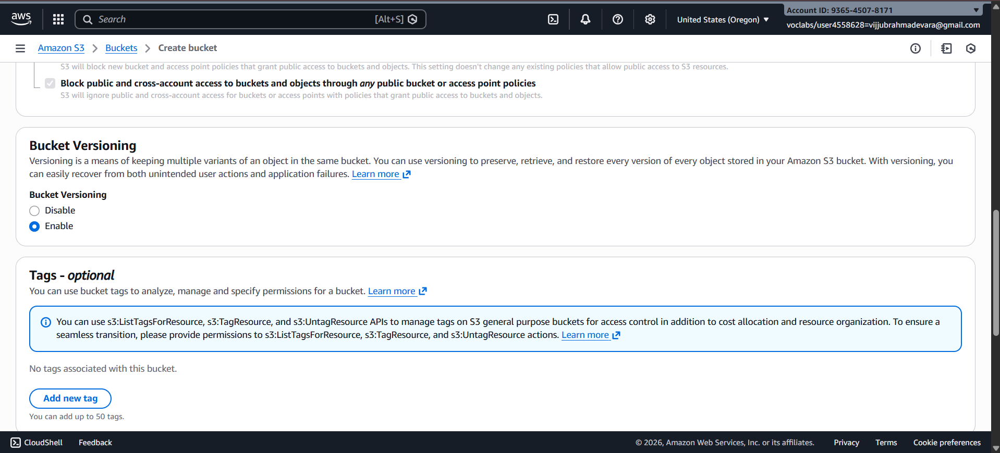 aws
Search
[Alt+S]
United States (Oregon)
Account ID: 9365-4507-8171
voclabs/user4558628=vijjubrahmadevara@gmail.com
Amazon S3
Buckets
Create bucket
S3 will block new bucket and access point policies that grant public access to buckets and objects. This setting doesn't change any existing policies that allow public access to S3 resources.
Block public and cross-account access to buckets and objects through any public bucket or access point policies
S3 will ignore public and cross-account access for buckets or access points with policies that grant public access to buckets and objects.
Bucket Versioning
Versioning is a means of keeping multiple variants of an object in the same bucket. You can use versioning to preserve, retrieve, and restore every version of every object stored in your Amazon S3 bucket. With versioning, you
can easily recover from both unintended user actions and application failures. Learn more
Bucket Versioning
Disable
Enable
Tags - optional
You can use bucket tags to analyze, manage and specify permissions for a bucket. Learn more
You can use s3:ListTagsForResource, s3:TagResource, and s3:UntagResource APIs to manage tags on S3 general purpose buckets for access control in addition to cost allocation and resource organization. To ensure a
seamless transition, please provide permissions to s3:ListTagsForResource, s3:TagResource, and s3:UntagResource actions. Learn more
No tags associated with this bucket.
Add new tag
You can add up to 50 tags.
CloudShell
Feedback
© 2026, Amazon Web Services, Inc. or its affiliates.
Privacy
Terms
Cookie preferences